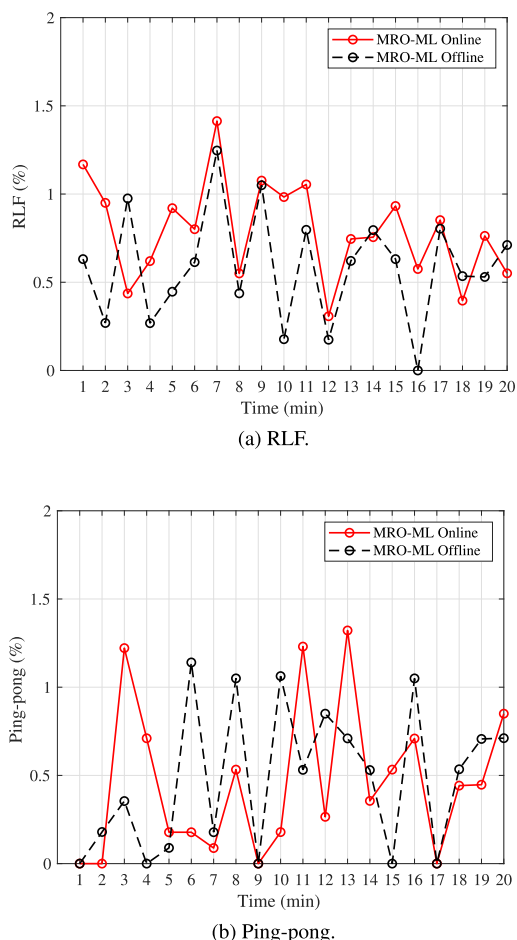 2
1.5
1
0.5
0
RLF (%)
MRO-ML Online
MRO-ML Offline
1 2 3 4 5 6 7 8 9 10 11 12 13 14 15 16 17 18 19 20
Time (min)
(a) RLF.
2
1.5
1
0.5
0
Ping-pong (%)
MRO-ML Online
MRO-ML Offline
1 2 3 4 5 6 7 8 9 10 11 12 13 14 15 16 17 18 19 20
Time (min)
(b) Ping-pong.